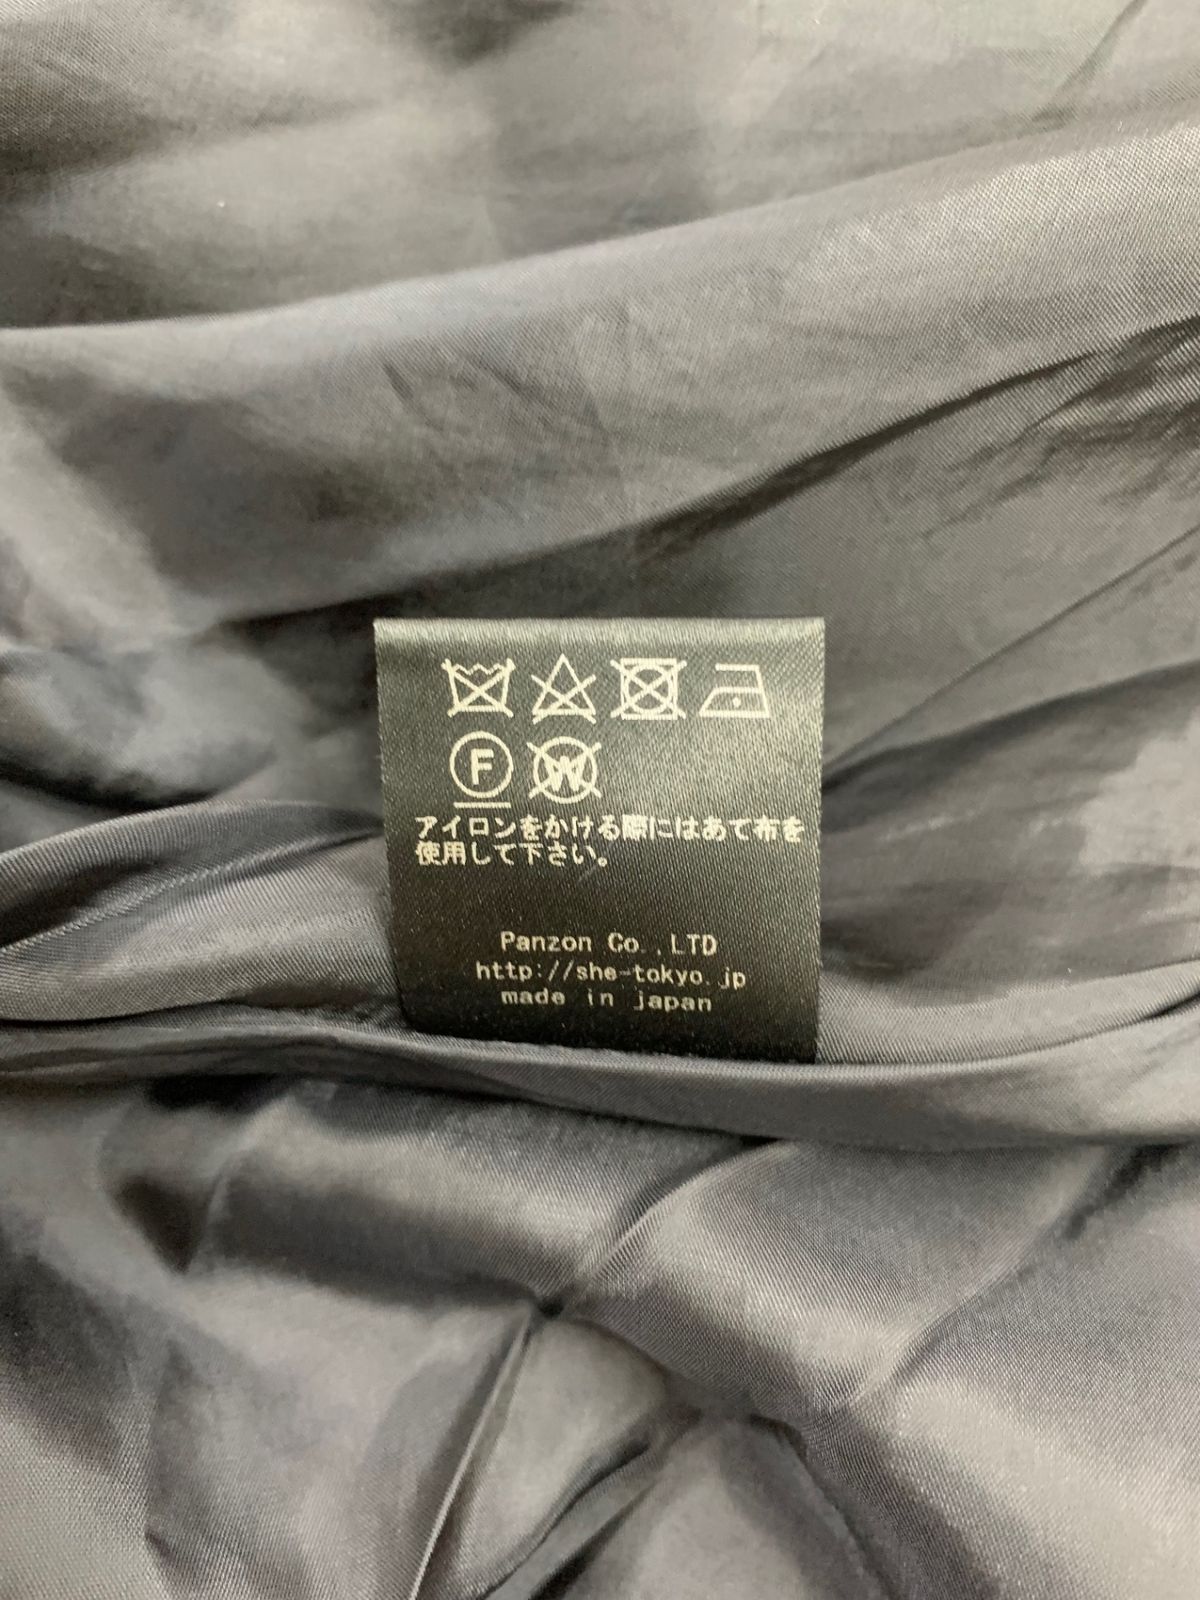 F W
アイロンをかける際にはあて布を
使用して下さい。
Panzon Co.,LTD
http://she-tokyo.jp
made in japan